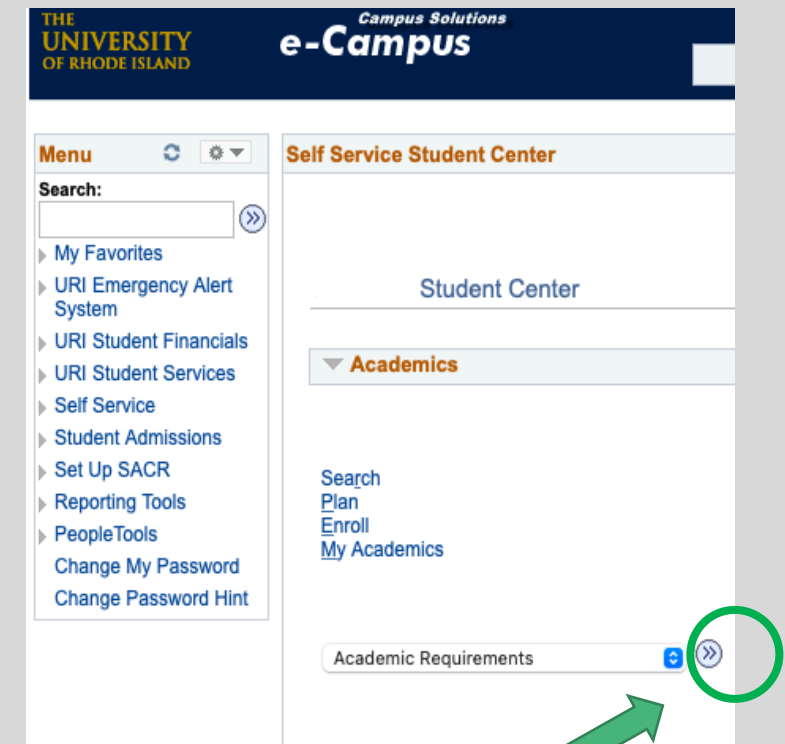 THE
UNIVERSITY
OF RHODE ISLAND
Campus Solutions
e-Campus
Menu
Search:
My Favorites
URI Emergency Alert
System
URI Student Financials
URI Student Services
Self Service
Student Admissions
Set Up SACR
Reporting Tools
PeopleTools
Change My Password
Change Password Hint
Self Service Student Center
Student Center
Academics
Search
Plan
Enroll
My Academics
Academic Requirements